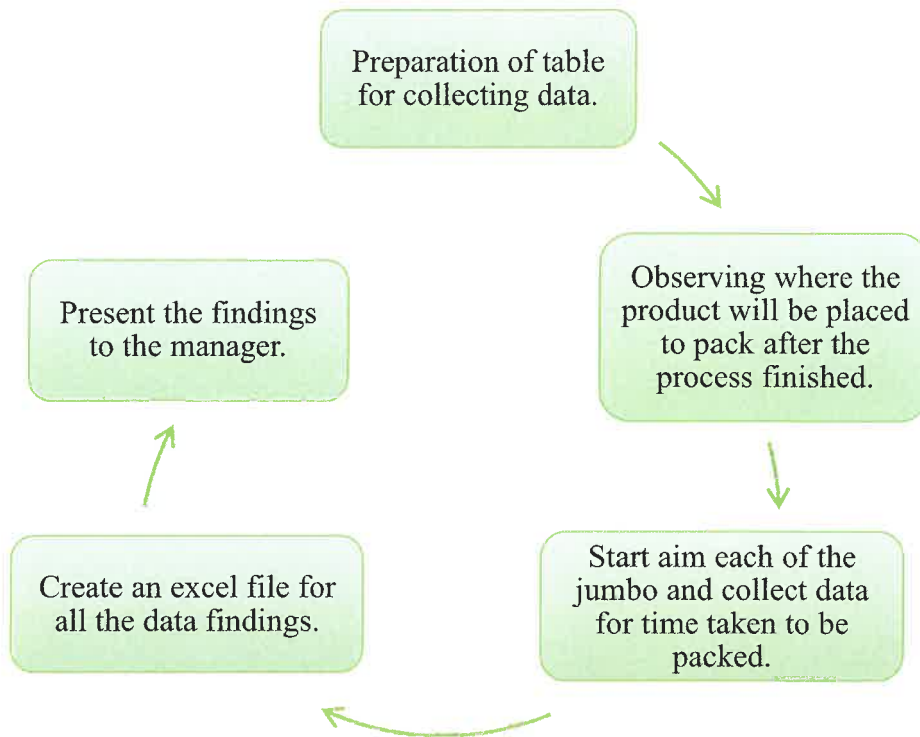 Preparation of table
for collecting data.
Observing where the
product will be placed
to pack after the
process finished.
Start aim each of the
jumbo and collect data
for time taken to be
packed.
Create an excel file for
all the data findings.
Present the findings
to the manager.